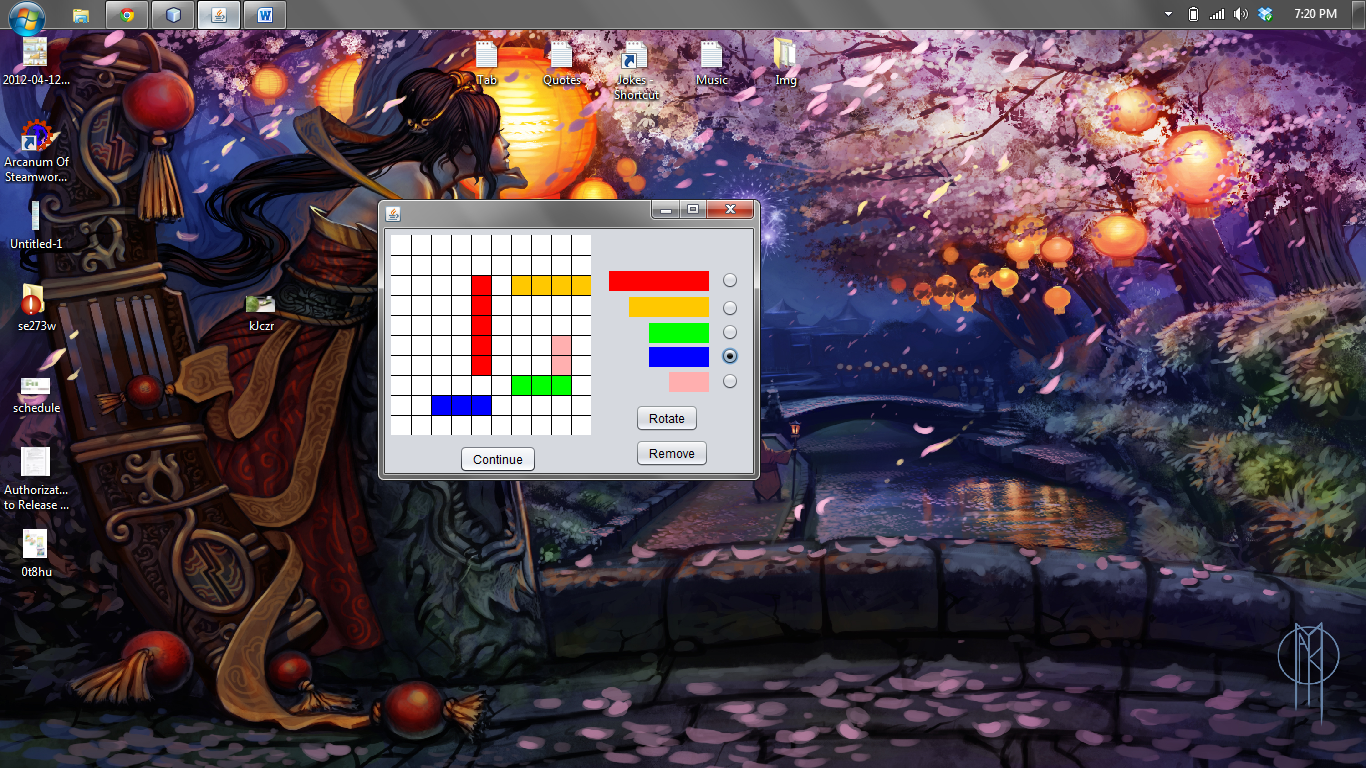 7:20 PM
2012-04-12...
Tab
Quotes
Jokes -
Shortcut
Music
Img
Arcanum Of
Steamwor...
Untitled-1
se273w
kJczr
schedule
Authorizat...
to Release ...
0t8hu
Rotate
Remove
Continue